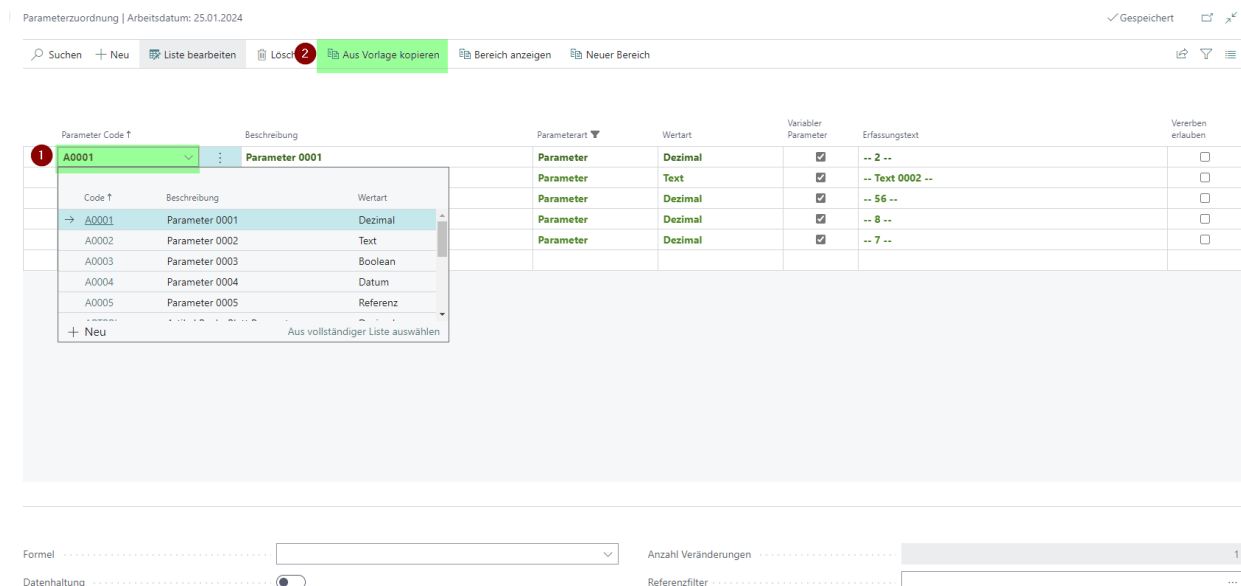 Parameterzuordnung | Arbeitsdatum: 25.01.2024
Gespeichert
Suchen Neu Liste bearbeiten 2 Aus Vorlage kopieren Bereich anzeigen Neuer Bereich
Variabler Vererben
Parameter Code ↑ Beschreibung Parameterart Wertart Parameter Erfassungstext erlauben
1 A0001 Parameter 0001 Parameter Dezimal -- 2 --
Parameter Text -- Text 0002 --
Code ↑ Beschreibung Wertart Parameter Dezimal -- 56 --
→ A0001 Parameter 0001 Dezimal Parameter Dezimal -- 8 --
A0002 Parameter 0002 Text Parameter Dezimal -- 7 --
A0003 Parameter 0003 Boolean
A0004 Parameter 0004 Datum
A0005 Parameter 0005 Referenz
Neu Aus vollständiger Liste auswählen
Formel Anzahl Veränderungen 1
Datenhaltung Referenzfilter ...